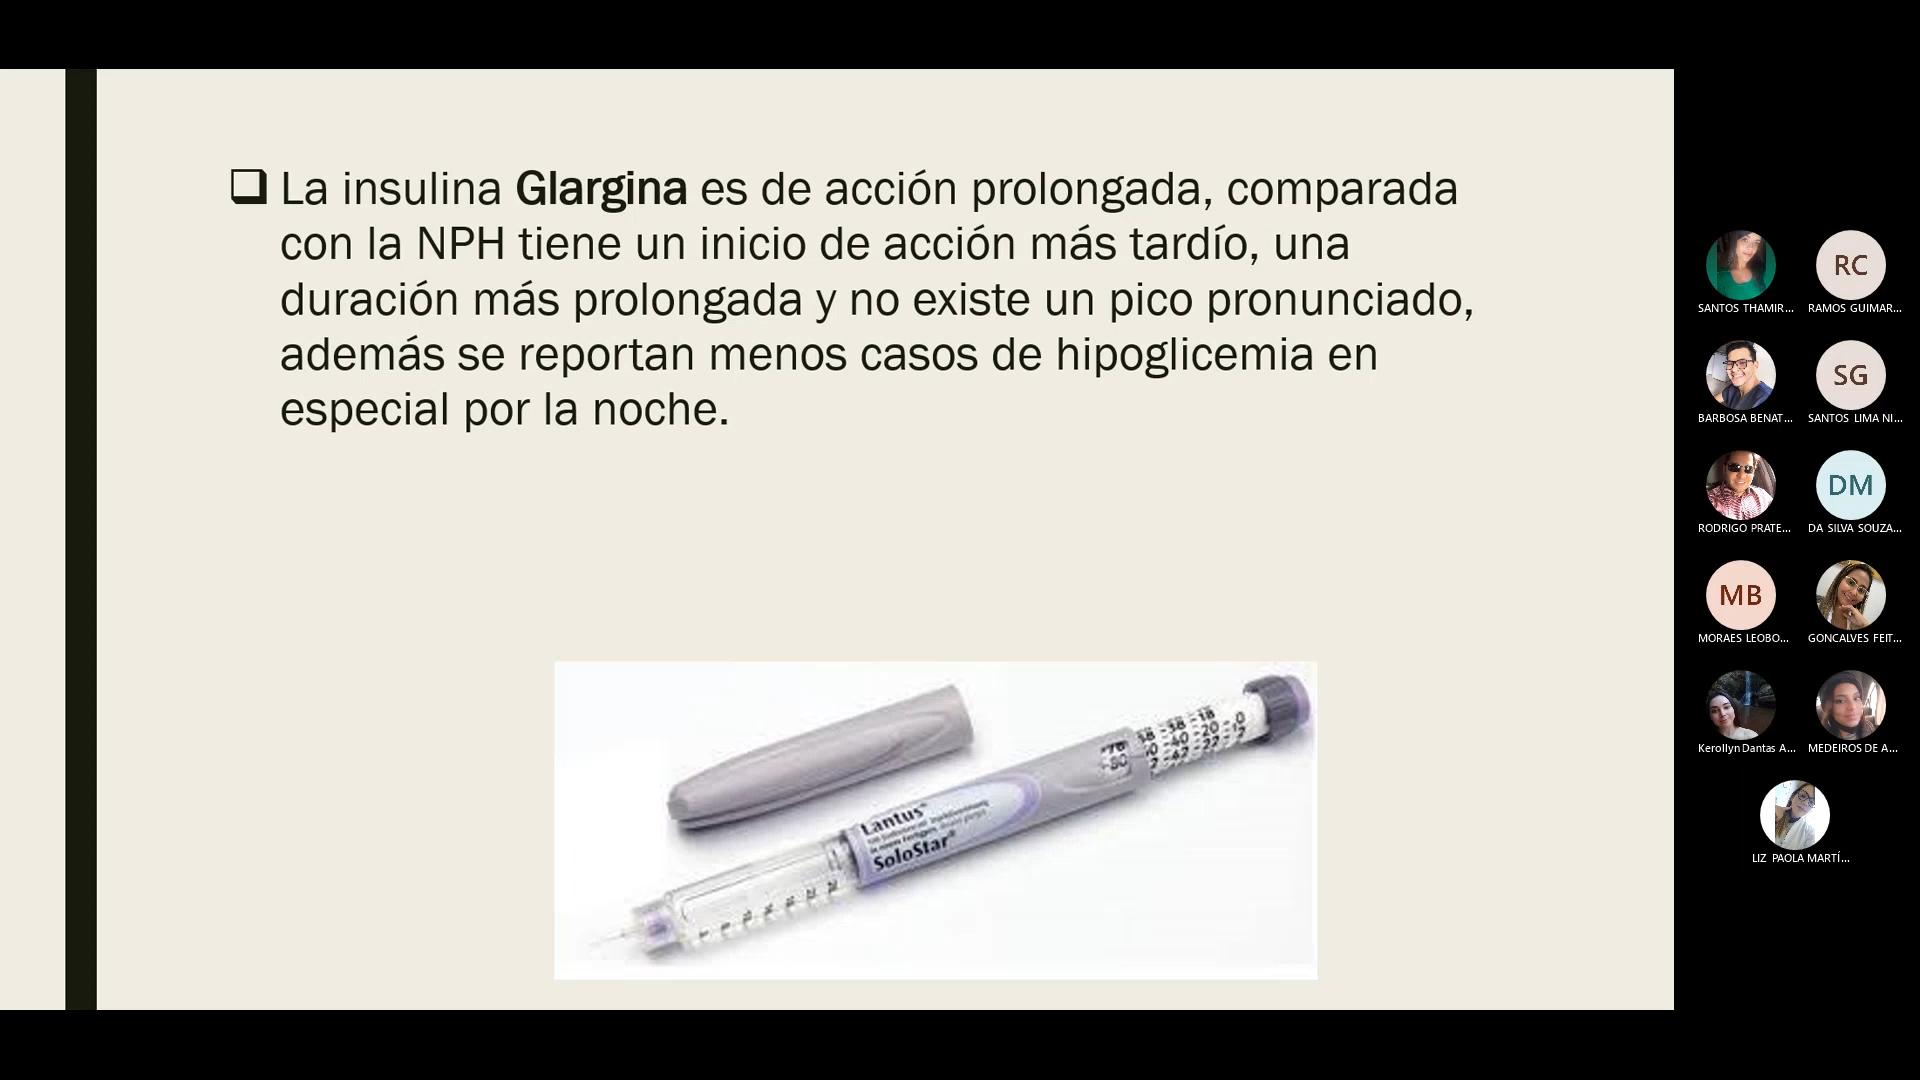 La insulina Glargina es de acción prolongada, comparada
con la NPH tiene un inicio de acción más tardío, una
duración más prolongada y no existe un pico pronunciado,
además se reportan menos casos de hipoglicemia en
especial por la noche.
Lantus
SoloStar®
SANTOS THAMIR...
RC
RAMOS GUIMAR...
BARBOSA BENAT...
SG
SANTOS LIMA NI...
RODRIGO PRATE...
DM
DA SILVA SOUZA...
MB
MORAES LEOBO...
GONCALVES FEIT...
Kerollyn Dantas A...
MEDEIROS DE A...
LIZ PAOLA MARTÍ...